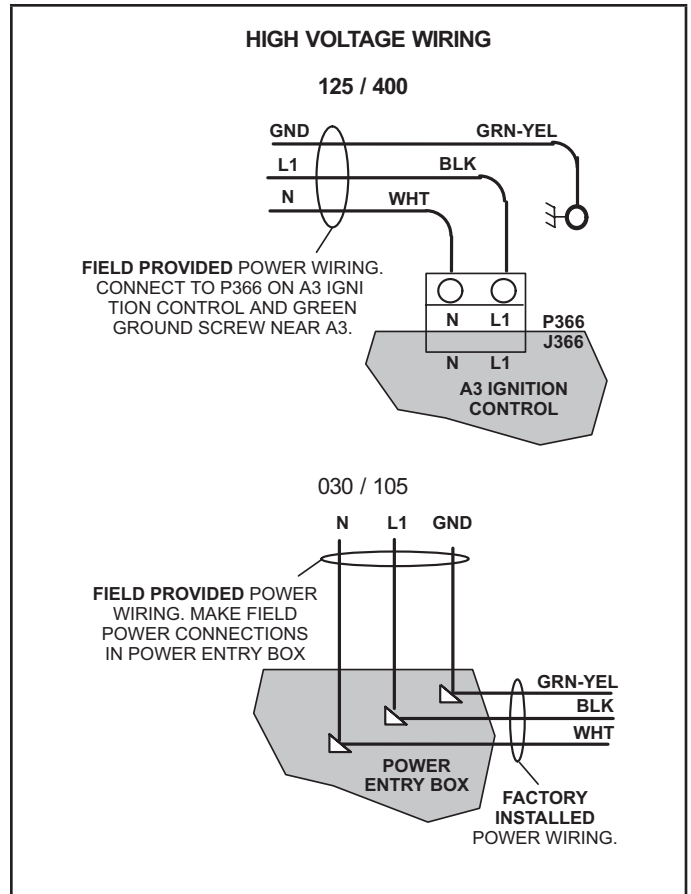 HIGH VOLTAGE WIRING
125 / 400
GND GRN-YEL
L1 BLK
N WHT
FIELD PROVIDED POWER WIRING.
CONNECT TO P366 ON A3 IGNI
TION CONTROL AND GREEN
GROUND SCREW NEAR A3.
N L1 P366
J366
N L1
A3 IGNITION
CONTROL
030 / 105
N L1 GND
FIELD PROVIDED POWER
WIRING. MAKE FIELD
POWER CONNECTIONS
IN POWER ENTRY BOX
GRN-YEL
BLK
WHT
POWER
ENTRY BOX
FACTORY
INSTALLED
POWER WIRING.